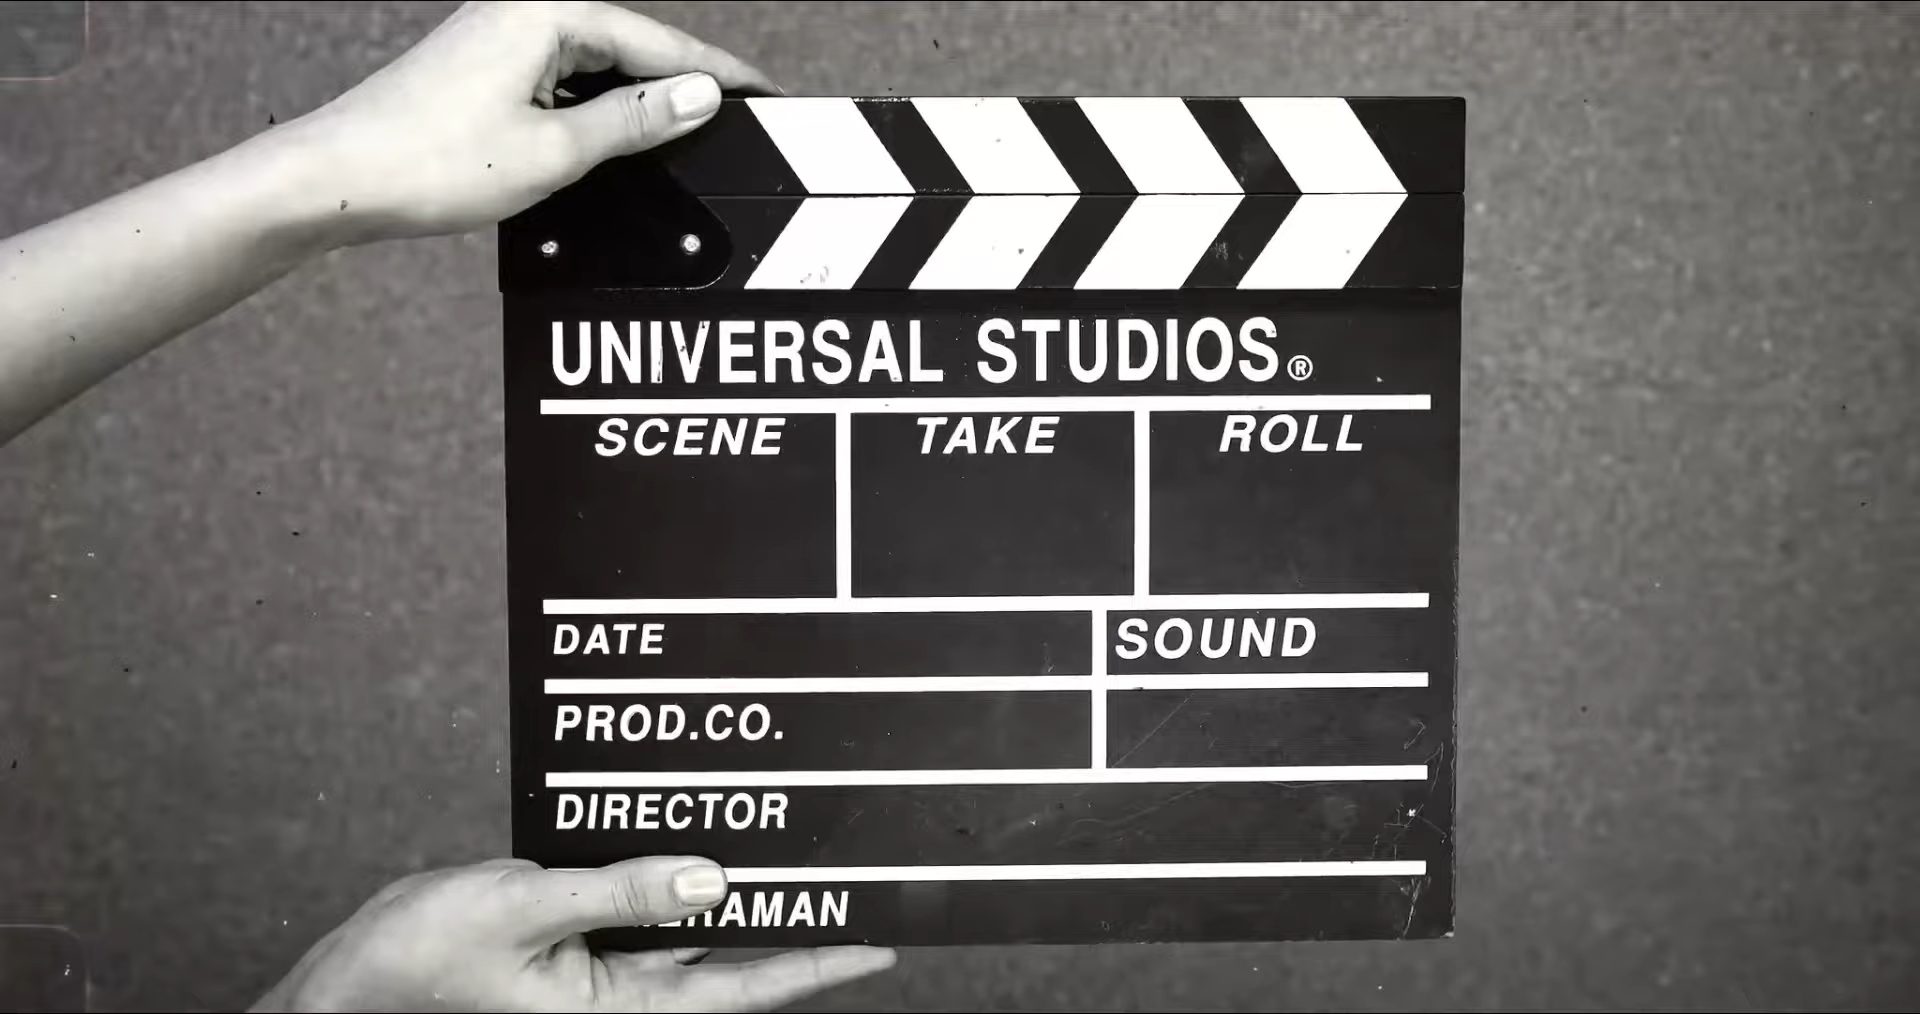 UNIVERSAL STUDIOS®
SCENE TAKE ROLL
DATE SOUND
PROD.CO.
DIRECTOR